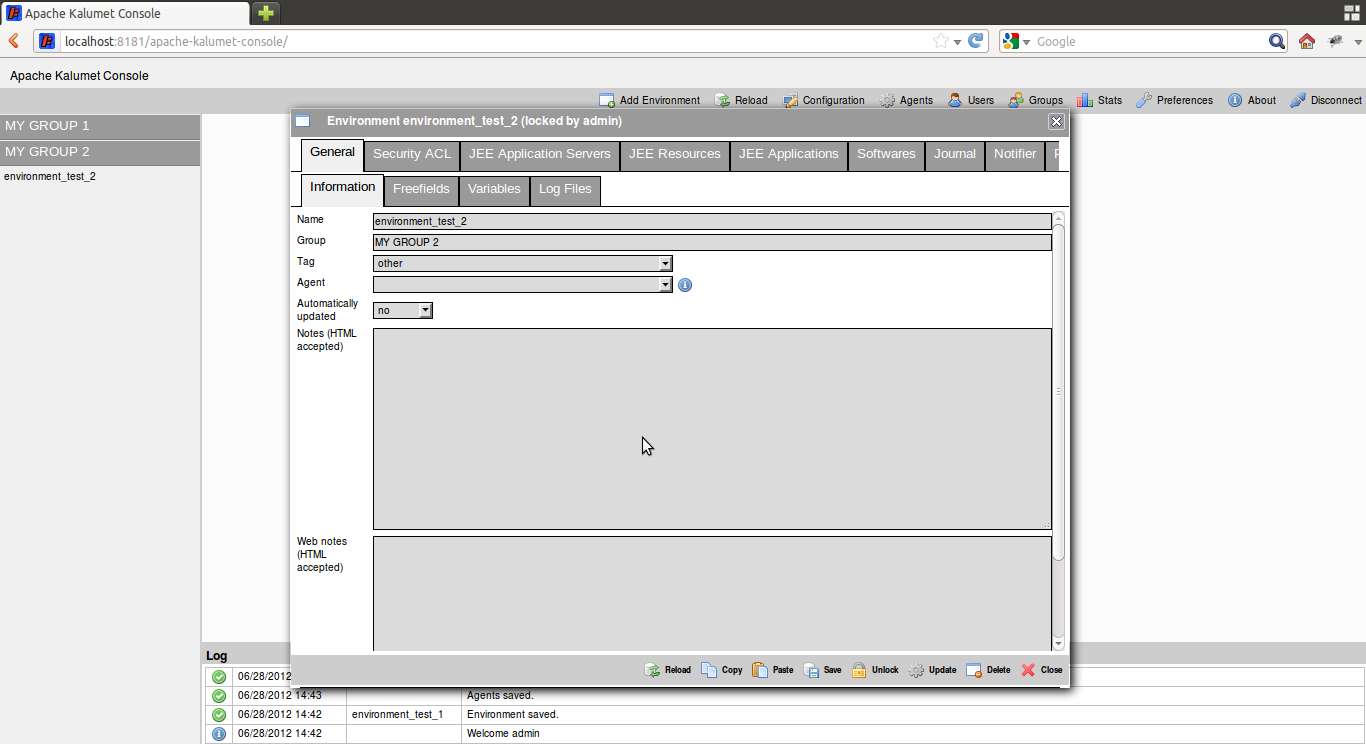 Apache Kalumet Console
localhost:8181/apache-kalumet-console/
Google
Apache Kalumet Console
Add Environment Reload Configuration Agents Users Groups Stats Preferences About Disconnect
MY GROUP 1
MY GROUP 2
environment_test_2
Environment environment_test_2 (locked by admin)
General Security ACL JEE Application Servers JEE Resources JEE Applications Softwares Journal Notifier
Information Freefields Variables Log Files
Name environment_test_2
Group MY GROUP 2
Tag other
Agent
Automatically
updated no
Notes (HTML
accepted)
Web notes
(HTML
accepted)
Reload Copy Paste Save Unlock Update Delete Close
Log
06/28/2012
06/28/2012 14:43 Agents saved.
06/28/2012 14:42 environment_test_1 Environment saved.
06/28/2012 14:42 Welcome admin